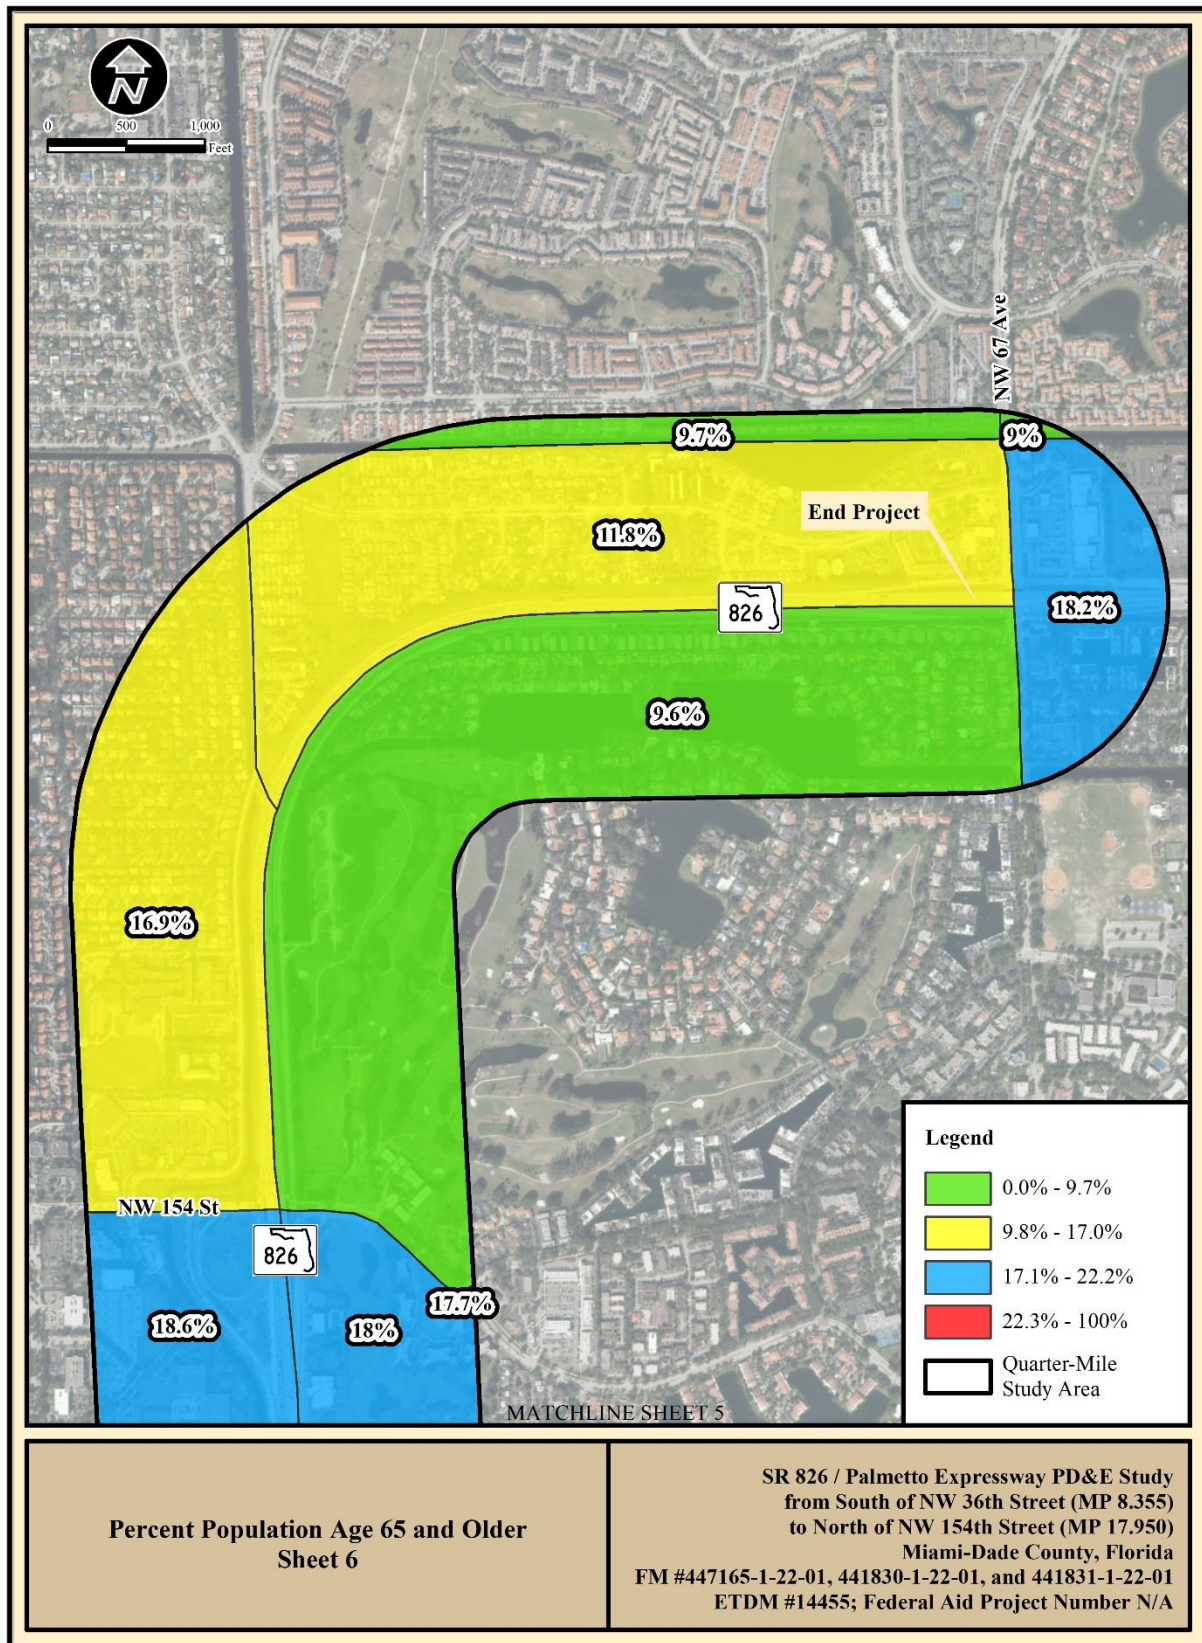 N
0 500 1,000
Feet
NW 67 Ave
9.7%
9%
End Project
11.8%
826
18.2%
9.6%
16.9%
NW 154 St
826
17.7%
18.6%
18%
MATCHLINE SHEET 5
Legend
0.0% - 9.7%
9.8% - 17.0%
17.1% - 22.2%
22.3% - 100%
Quarter-Mile
Study Area
Percent Population Age 65 and Older
Sheet 6
SR 826 / Palmetto Expressway PD&E Study
from South of NW 36th Street (MP 8.355)
to North of NW 154th Street (MP 17.950)
Miami-Dade County, Florida
FM #447165-1-22-01, 441830-1-22-01, and 441831-1-22-01
ETDM #14455; Federal Aid Project Number N/A